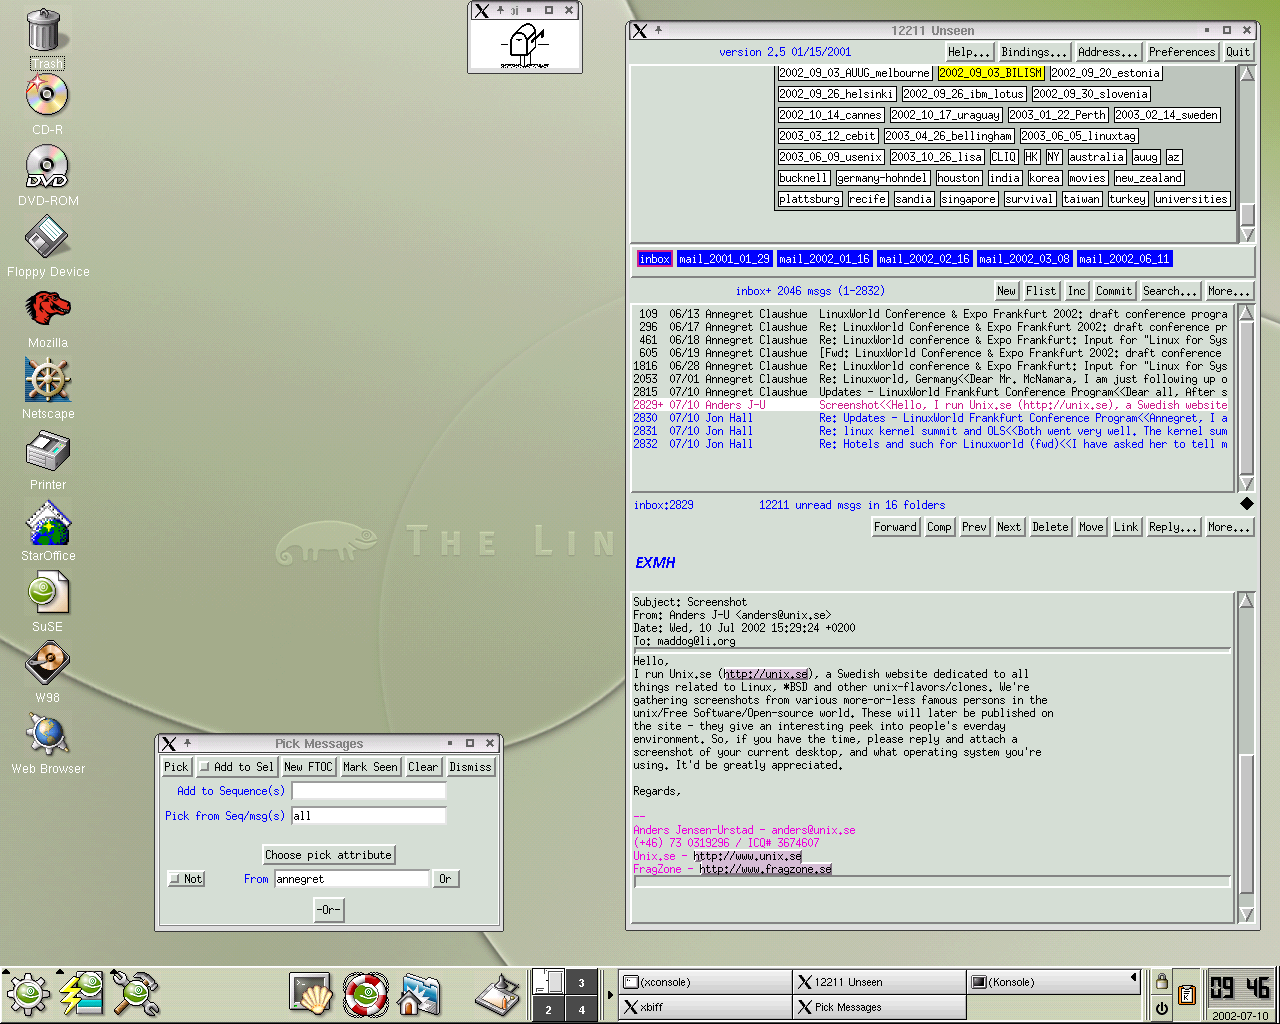 Trash
CD-R
DVD
DVD-ROM
Floppy Device
Mozilla
Netscape
Printer
StarOffice
SuSE
W98
Web Browser
THE LIN
12211 Unseen
version 2.5 01/15/2001 Help... Bindings... Address... Preferences Quit
2002_09_03_AUUG_melbourne 2002_09_03_BILISM 2002_09_20_estonia
2002_09_26_helsinki 2002_09_26_ibm_lotus 2002_09_30_slovenia
2002_10_14_cannes 2002_10_17_uraguay 2003_01_22_Perth 2003_02_14_sweden
2003_03_12_cebit 2003_04_26_bellingham 2003_06_05_linuxtag
2003_06_09_usenix 2003_10_26_lisa CLIQ HK NY australia auug az
bucknell germany-hohndel houston india korea movies new_zealand
plattsburg recife sandia singapore survival taiwan turkey universities
inbox mail_2001_01_29 mail_2002_01_16 mail_2002_02_16 mail_2002_03_08 mail_2002_06_11
inbox+ 2046 msgs (1-2832) New Flist Inc Commit Search... More...
109 06/13 Annegret Claushue LinuxWorld Conference & Expo Frankfurt 2002: draft conference progra
296 06/17 Annegret Claushue Re: LinuxWorld Conference & Expo Frankfurt 2002: draft conference pr
461 06/18 Annegret Claushue Re: LinuxWorld Conference & Expo Frankfurt: Input for "Linux for Sys
605 06/19 Annegret Claushue [Fwd: LinuxWorld Conference & Expo Frankfurt 2002: draft conference
1816 06/28 Annegret Claushue Re: LinuxWorld Conference & Expo Frankfurt: Input for "Linux for Sys
2053 07/01 Annegret Claushue Re: Linuxworld, Germany<<Dear Mr. McNamara, I am just following up o
2815 07/10 Annegret Claushue Updates - LinuxWorld Frankfurt Conference Program<<Dear all, After s
2829+ 07/10 Anders J-U Screenshot<<Hello, I run Unix.se (http://unix.se), a Swedish website
2830 07/10 Jon Hall Re: Updates - LinuxWorld Frankfurt Conference Program<<Annegret, I a
2831 07/10 Jon Hall Re: linux kernel summit and OLS<<Both went very well. The kernel sum
2832 07/10 Jon Hall Re: Hotels and such for Linuxworld (fwd)<<I have asked her to tell m
inbox:2829 12211 unread msgs in 16 folders
Forward Comp Prev Next Delete Move Link Reply... More...
EXMH
Subject: Screenshot
From: Anders J-U <anders@unix.se>
Date: Wed, 10 Jul 2002 15:29:24 +0200
To: maddog@li.org
Hello,
I run Unix.se (http://unix.se), a Swedish website dedicated to all
things related to Linux, *BSD and other unix-flavors/clones. We're
gathering screenshots from various more-or-less famous persons in the
unix/Free Software/Open-source world. These will later be published on
the site - they give an interesting peek into people's everday
environment. So, if you have the time, please reply and attach a
screenshot of your current desktop, and what operating system you're
using. It'd be greatly appreciated.
Regards,
--
Anders Jensen-Urstad - anders@unix.se
(+46) 73 0319296 / ICQ# 3674607
Unix.se - http://www.unix.se
FragZone - http://www.fragzone.se
Pick Messages
Pick Add to Sel New FTOC Mark Seen Clear Dismiss
Add to Sequence(s)
Pick from Seq/msg(s) all
Choose pick attribute
Not From annegret Or
-Or-
3
2 4
(xconsole) 12211 Unseen (Konsole)
xbiff Pick Messages
09 46
2002-07-10